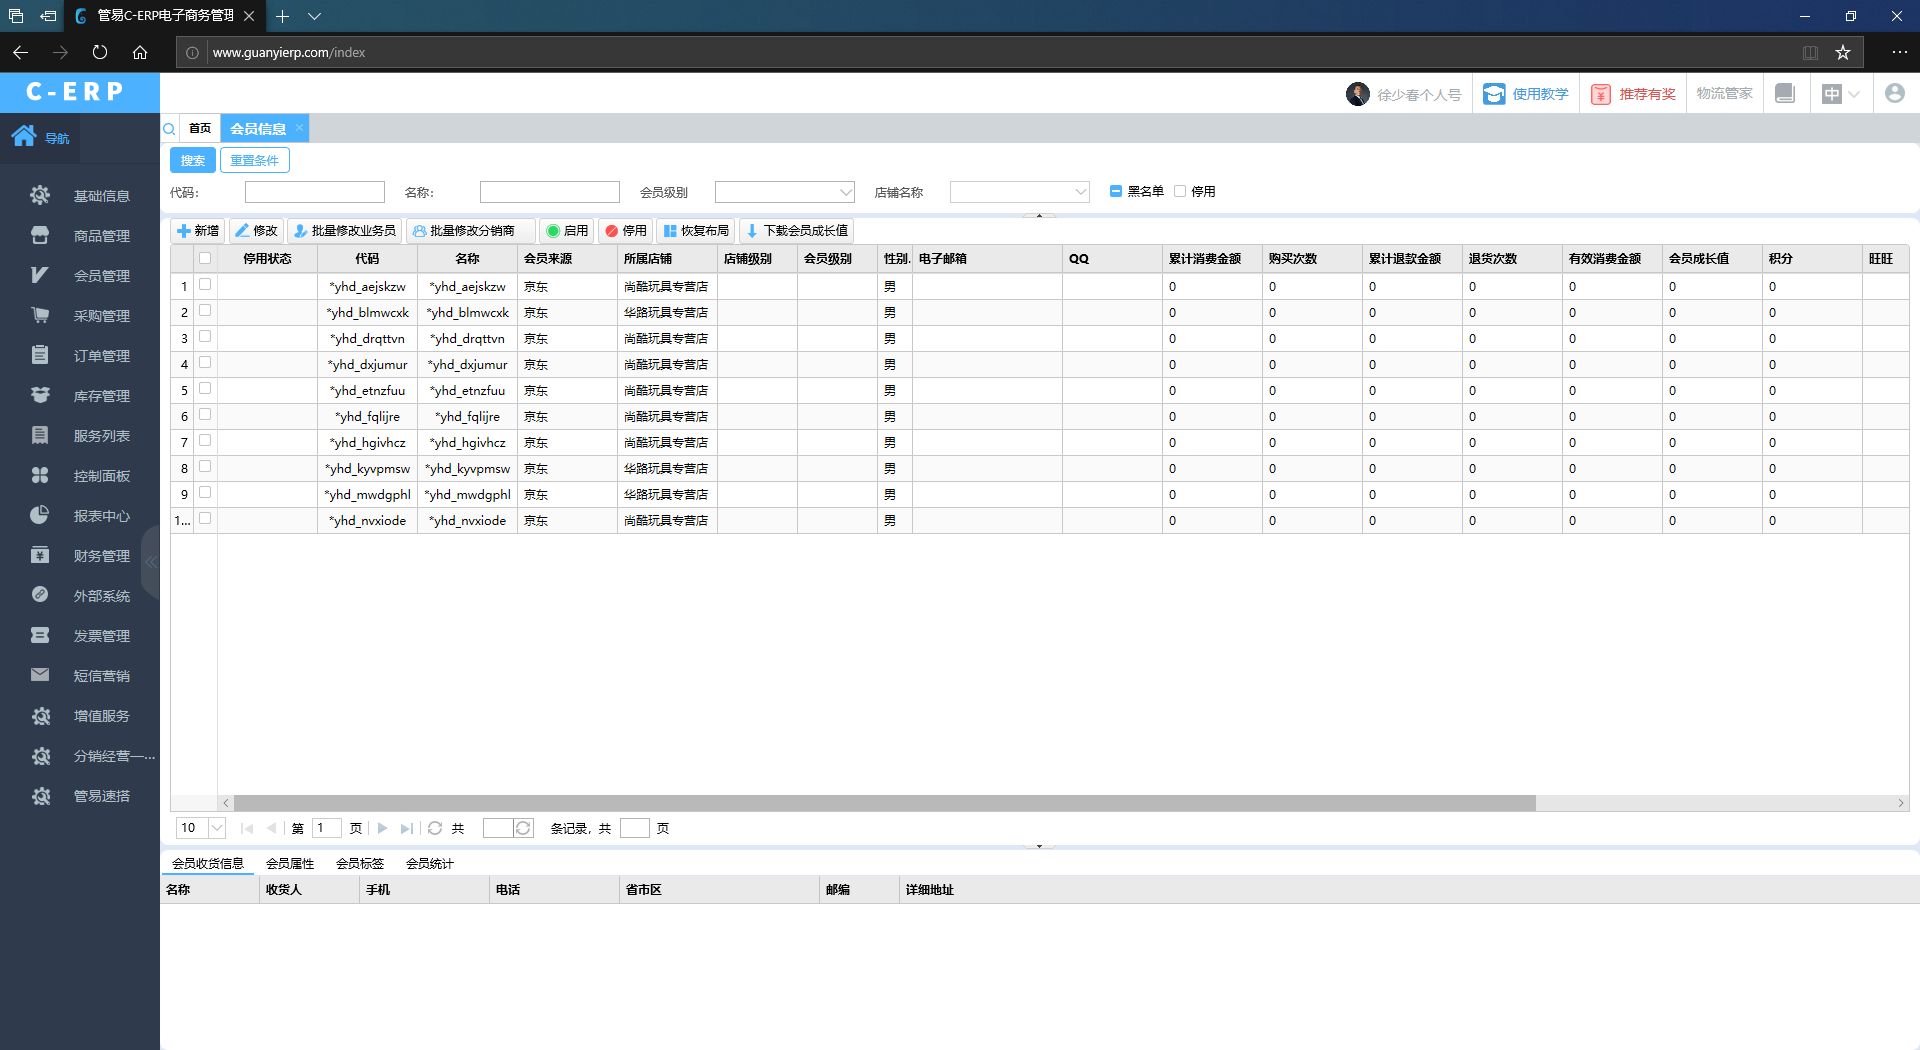 管易C-ERP电子商务管理
www.guanyierp.com/index
C-ERP
徐少春个人号
使用教学
推荐有奖
物流管家
中
导航
首页
会员信息
搜索
重置条件
代码:
名称:
会员级别
店铺名称
黑名单
停用
基础信息
商品管理
会员管理
采购管理
订单管理
库存管理
服务列表
控制面板
报表中心
财务管理
外部系统
发票管理
短信营销
增值服务
分销经营一...
管易速搭
新增 修改 批量修改业务员 批量修改分销商 启用 停用 恢复布局 下载会员成长值
停用状态 代码 名称 会员来源 所属店铺 店铺级别 会员级别 性别. 电子邮箱 QQ 累计消费金额 购买次数 累计退款金额 退货次数 有效消费金额 会员成长值 积分 旺旺
1 *yhd_aejskzw *yhd_aejskzw 京东 尚酷玩具专营店 男 0 0 0 0 0 0 0
2 *yhd_blmwcxk *yhd_blmwcxk 京东 华路玩具专营店 男 0 0 0 0 0 0 0
3 *yhd_drqttvn *yhd_drqttvn 京东 尚酷玩具专营店 男 0 0 0 0 0 0 0
4 *yhd_dxjumur *yhd_dxjumur 京东 尚酷玩具专营店 男 0 0 0 0 0 0 0
5 *yhd_etnzfuu *yhd_etnzfuu 京东 尚酷玩具专营店 男 0 0 0 0 0 0 0
6 *yhd_fqlijre *yhd_fqlijre 京东 尚酷玩具专营店 男 0 0 0 0 0 0 0
7 *yhd_hgivhcz *yhd_hgivhcz 京东 尚酷玩具专营店 男 0 0 0 0 0 0 0
8 *yhd_kyvpmsw *yhd_kyvpmsw 京东 华路玩具专营店 男 0 0 0 0 0 0 0
9 *yhd_mwdgphl *yhd_mwdgphl 京东 华路玩具专营店 男 0 0 0 0 0 0 0
1... *yhd_nvxiode *yhd_nvxiode 京东 尚酷玩具专营店 男 0 0 0 0 0 0 0
10 第 1 页 共 条记录, 共 页
会员收货信息 会员属性 会员标签 会员统计
名称 收货人 手机 电话 省市区 邮编 详细地址